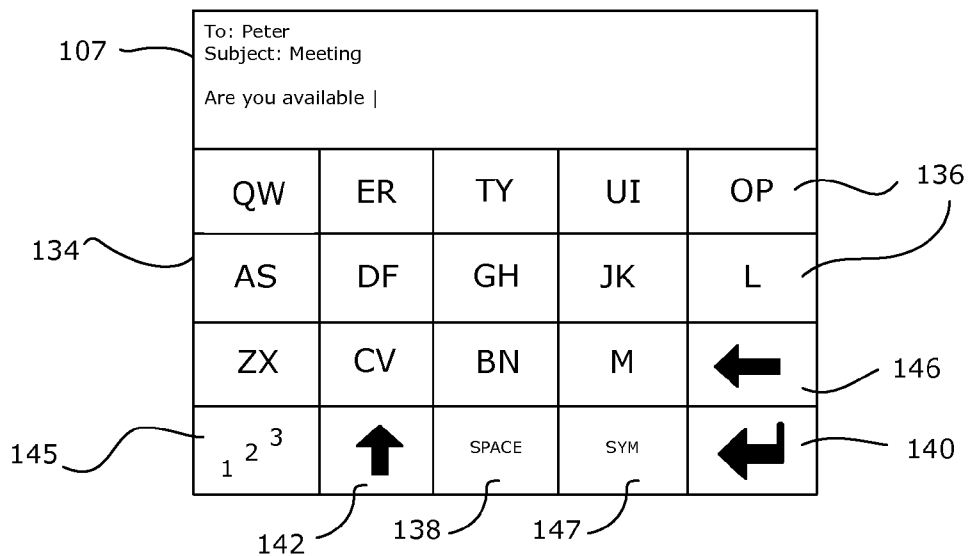 To: Peter
107
Subject: Meeting
Are you available |
QW ER TY UI OP 136
134
AS DF GH JK L
ZX CV BN M 146
145 1 2 3 SPACE SYM 140
142 138 147